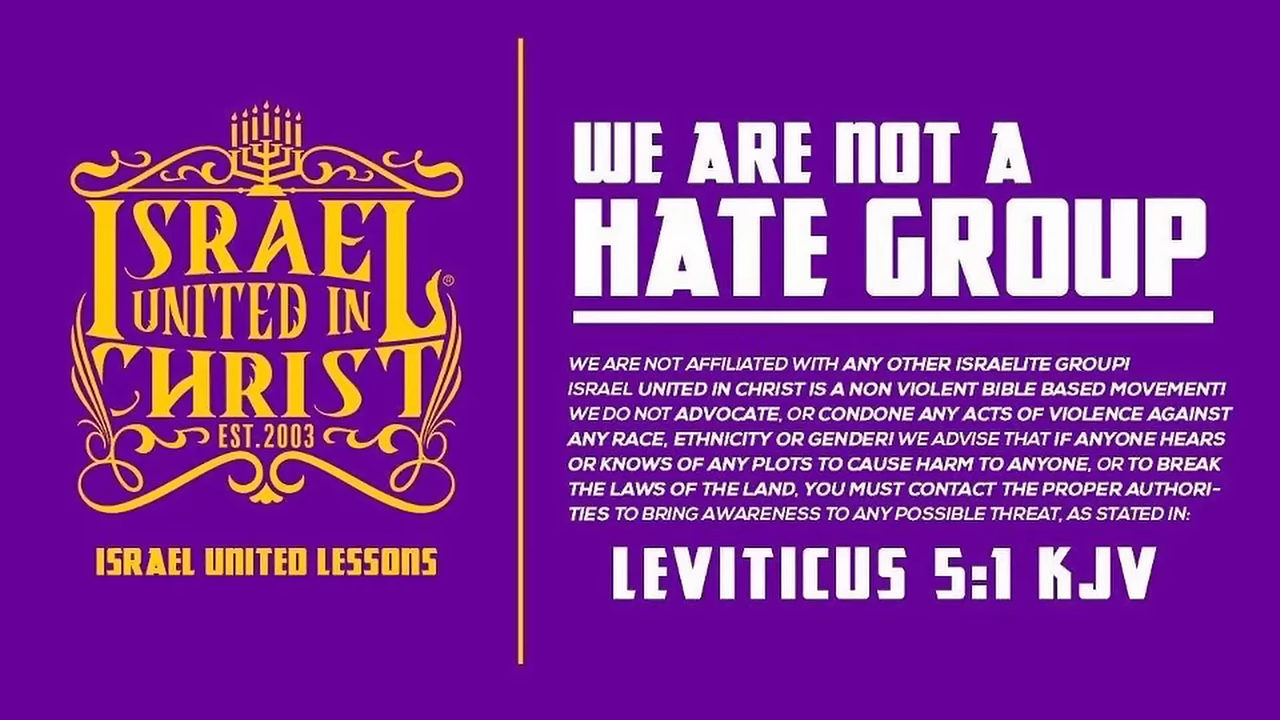 ISRAEL
UNITED IN
CHRIST
®
EST.2003
ISRAEL UNITED LESSONS
WE ARE NOT A
HATE GROUP
WE ARE NOT AFFILIATED WITH ANY OTHER ISRAELITE GROUP!
ISRAEL UNITED IN CHRIST IS A NON VIOLENT BIBLE BASED MOVEMENT!
WE DO NOT ADVOCATE, OR CONDONE ANY ACTS OF VIOLENCE AGAINST
ANY RACE, ETHNICITY OR GENDER! WE ADVISE THAT IF ANYONE HEARS
OR KNOWS OF ANY PLOTS TO CAUSE HARM TO ANYONE, OR TO BREAK
THE LAWS OF THE LAND, YOU MUST CONTACT THE PROPER AUTHORI-
TIES TO BRING AWARENESS TO ANY POSSIBLE THREAT, AS STATED IN:
LEVITICUS 5:1 KJV